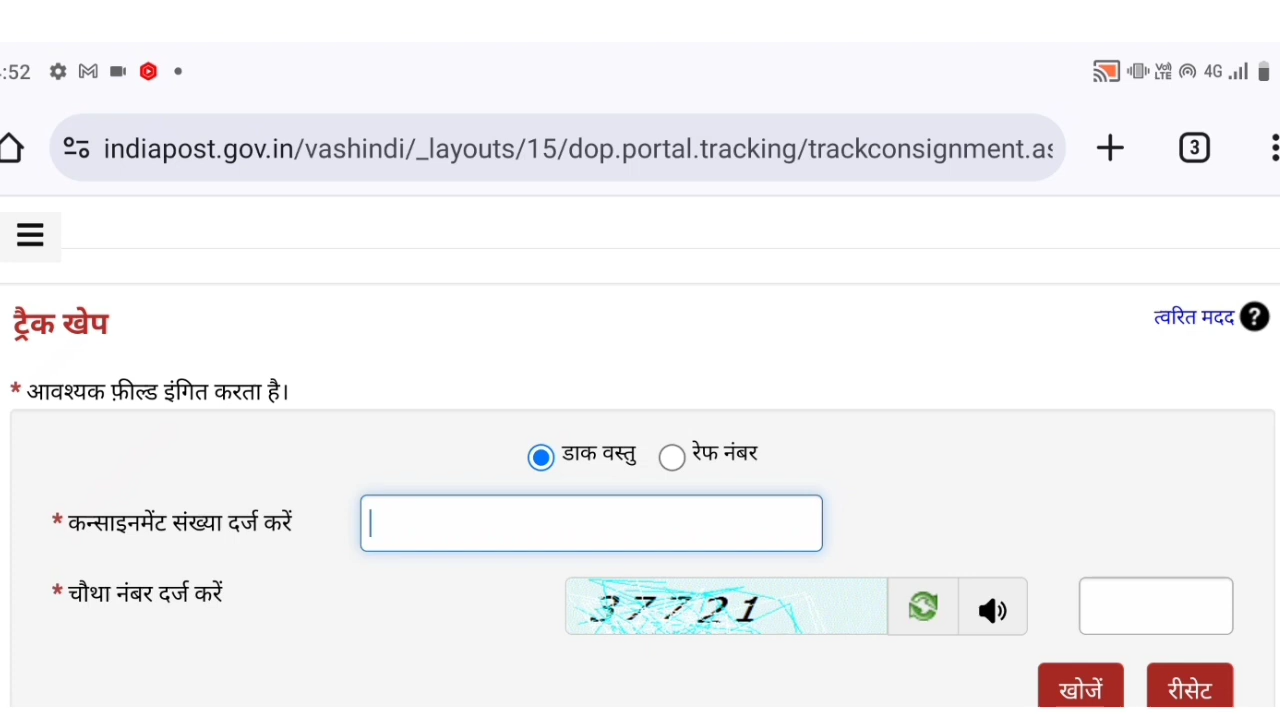 :52
4G
indiapost.gov.in/vashindi/_layouts/15/dop.portal.tracking/trackconsignment.as
3
ट्रैक खेप
त्वरित मदद ?
* आवश्यक फ़ील्ड इंगित करता है।
डाक वस्तु रेफ नंबर
* कन्साइनमेंट संख्या दर्ज करें
* चौथा नंबर दर्ज करें
37721
खोजें रीसेट